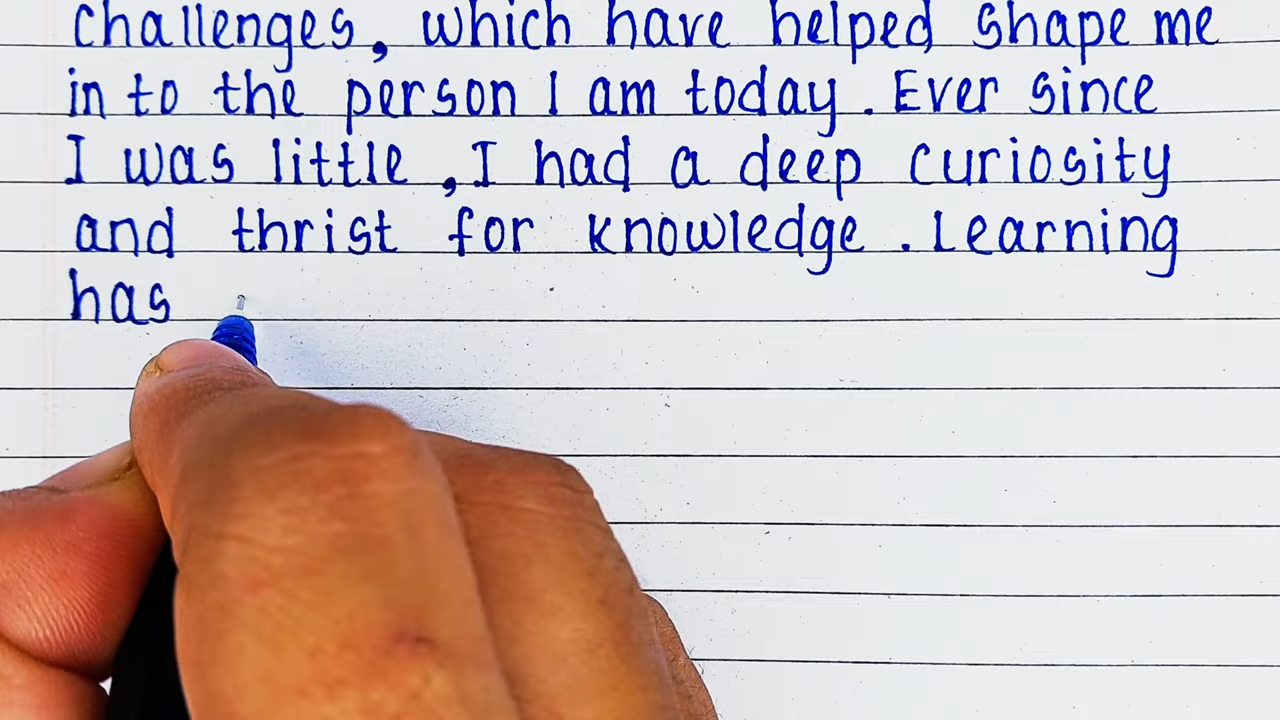 challenges, which have helped shape me
in to the person I am today. Ever since
I was little, I had a deep curiosity
and thrist for knowledge. Learning
has